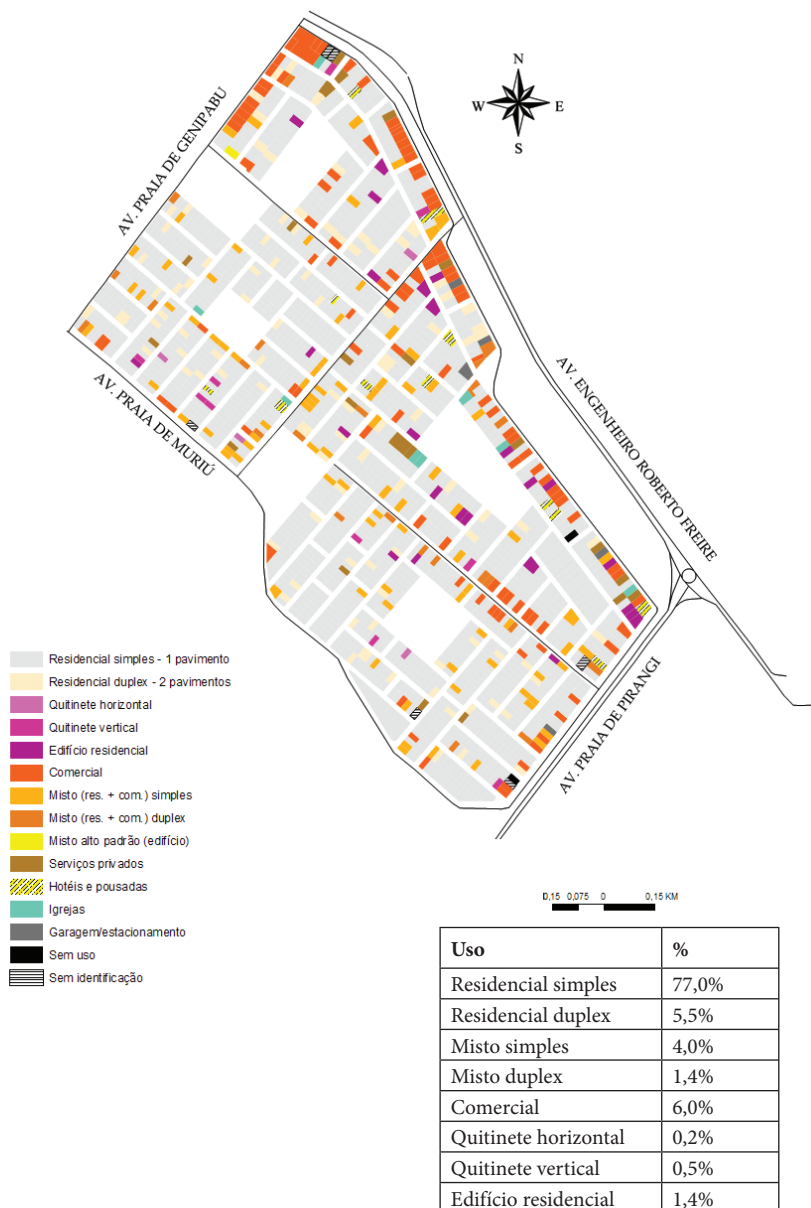 N
W E
S
AV. PRAIA DE GENIPABU
AV. PRAIA DE MURIÚ
AV. ENGENHEIRO ROBERTO FREIRE
AV. PRAIA DE PIRANGI
Residencial simples - 1 pavimento
Residencial duplex - 2 pavimentos
Quitinete horizontal
Quitinete vertical
Edifício residencial
Comercial
Misto (res. + com.) simples
Misto (res. + com.) duplex
Misto alto padrão (edifício)
Serviços privados
Hotéis e pousadas
Igrejas
Garagem/estacionamento
Sem uso
Sem identificação
0,15 0,075 0 0,15 KM
Uso %
Residencial simples 77,0%
Residencial duplex 5,5%
Misto simples 4,0%
Misto duplex 1,4%
Comercial 6,0%
Quitinete horizontal 0,2%
Quitinete vertical 0,5%
Edifício residencial 1,4%